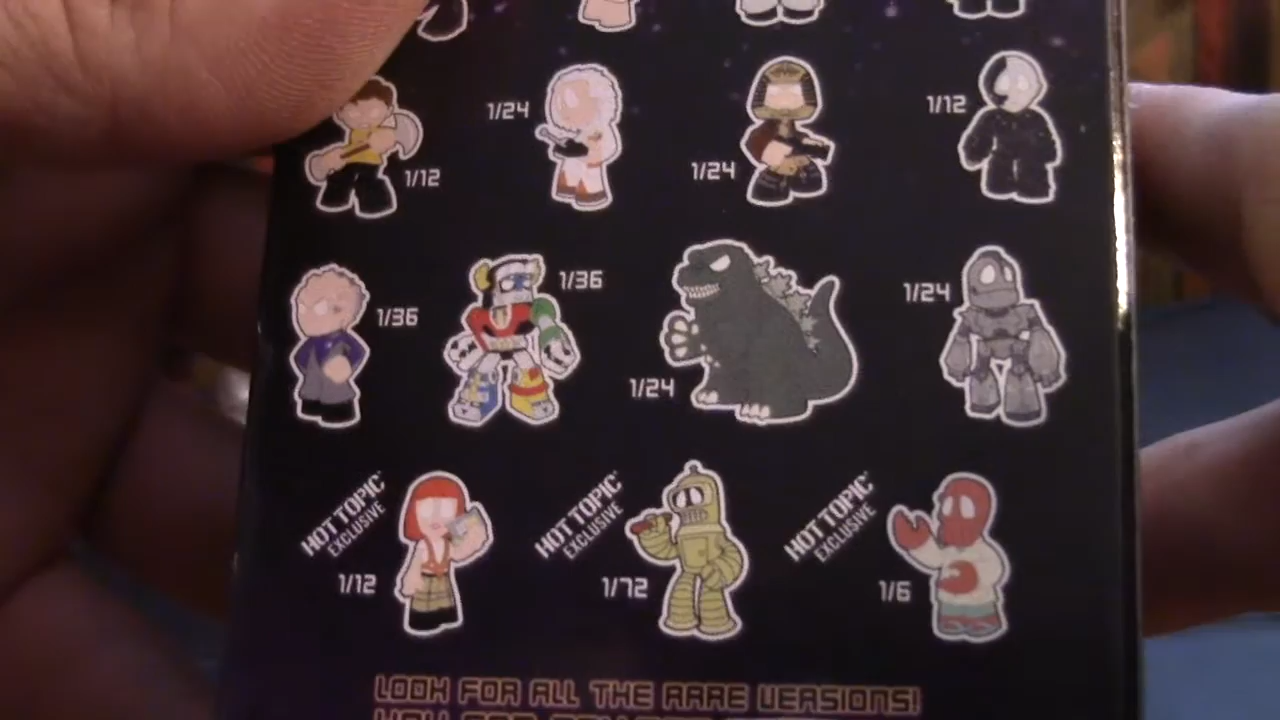 1/24
1/12
1/24
1/12
1/36
1/24
1/36
1/24
HOT TOPIC
EXCLUSIVE
HOT TOPIC
EXCLUSIVE
HOT TOPIC
EXCLUSIVE
1/12
1/72
1/6
LOOK FOR ALL THE RARE VERSIONS!